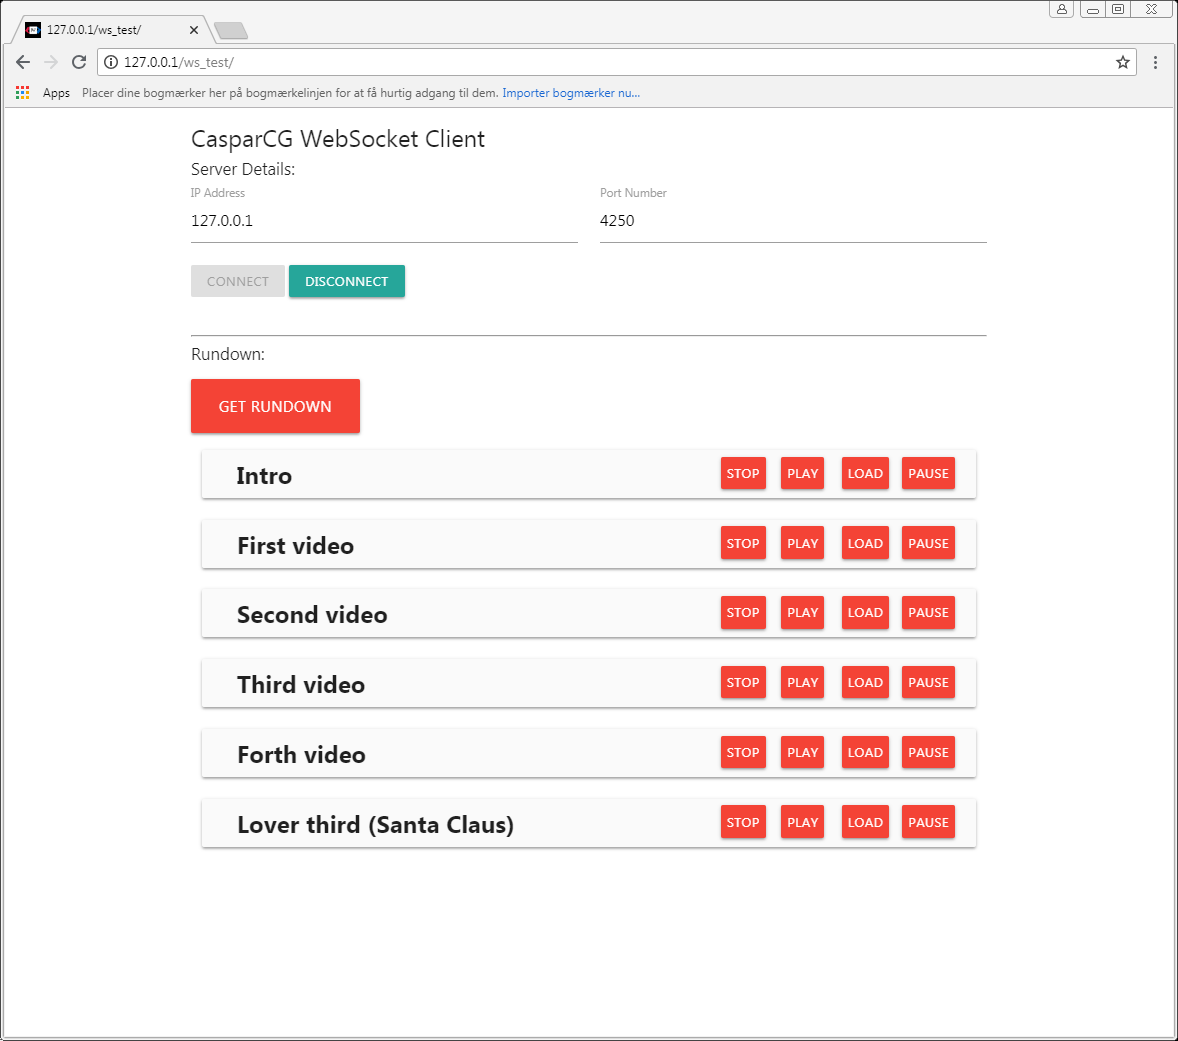 127.0.0.1/ws_test/
127.0.0.1/ws_test/
Apps Placer dine bogmærker her på bogmærkelinjen for at få hurtig adgang til dem. Importer bogmærker nu...
CasparCG WebSocket Client
Server Details:
IP Address Port Number
127.0.0.1 4250
CONNECT DISCONNECT
Rundown:
GET RUNDOWN
Intro STOP PLAY LOAD PAUSE
First video STOP PLAY LOAD PAUSE
Second video STOP PLAY LOAD PAUSE
Third video STOP PLAY LOAD PAUSE
Forth video STOP PLAY LOAD PAUSE
Lover third (Santa Claus) STOP PLAY LOAD PAUSE